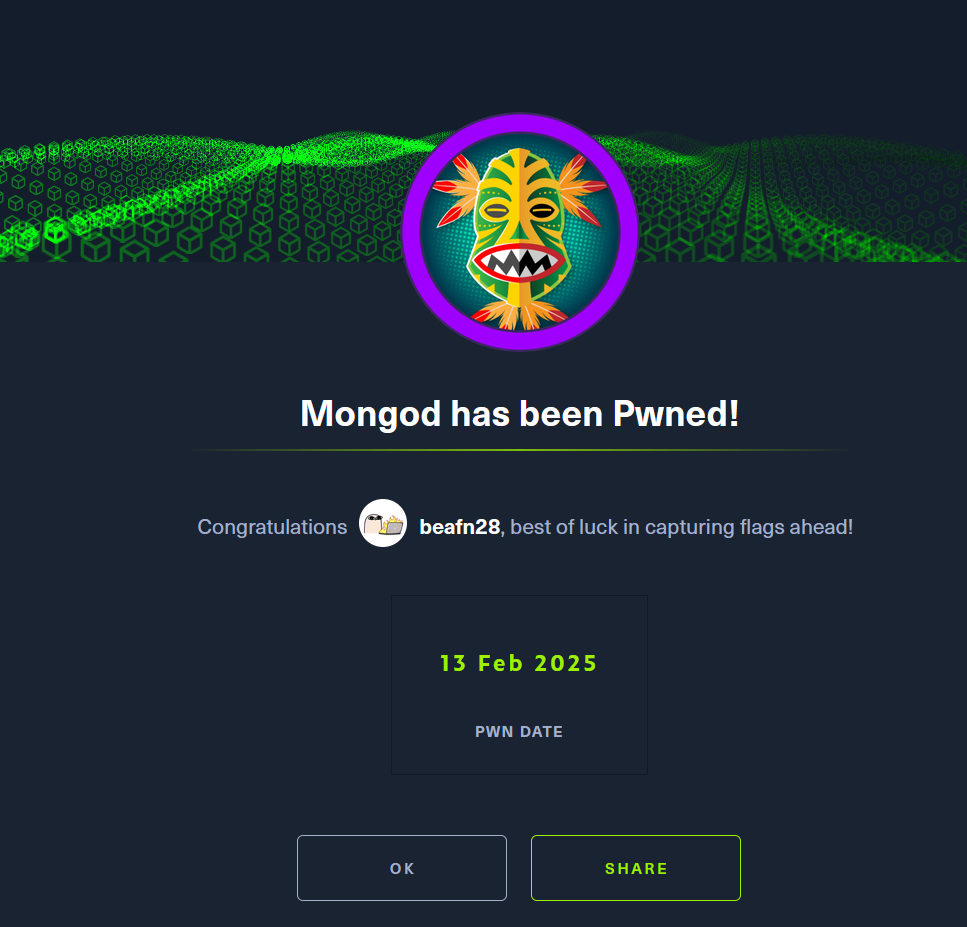 Mongod has been Pwned!
Congratulations beafn28, best of luck in capturing flags ahead!
13 Feb 2025
PWN DATE
OK
SHARE